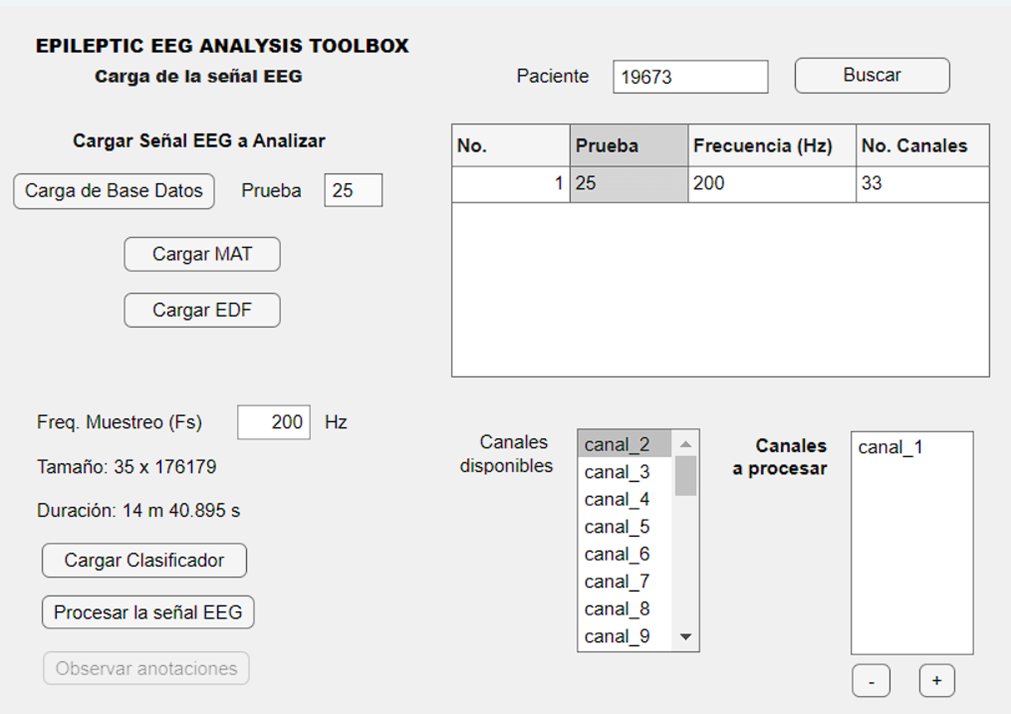 EPILEPTIC EEG ANALYSIS TOOLBOX
Carga de la señal EEG
Paciente 19673 Buscar
Cargar Señal EEG a Analizar
Carga de Base Datos Prueba 25
Cargar MAT
Cargar EDF
No. Prueba Frecuencia (Hz) No. Canales
1 25 200 33
Freq. Muestreo (Fs) 200 Hz
Tamaño: 35 x 176179
Duración: 14 m 40.895 s
Cargar Clasificador
Procesar la señal EEG
Observar anotaciones
Canales
disponibles
canal_2
canal_3
canal_4
canal_5
canal_6
canal_7
canal_8
canal_9
Canales
a procesar
canal_1
- +